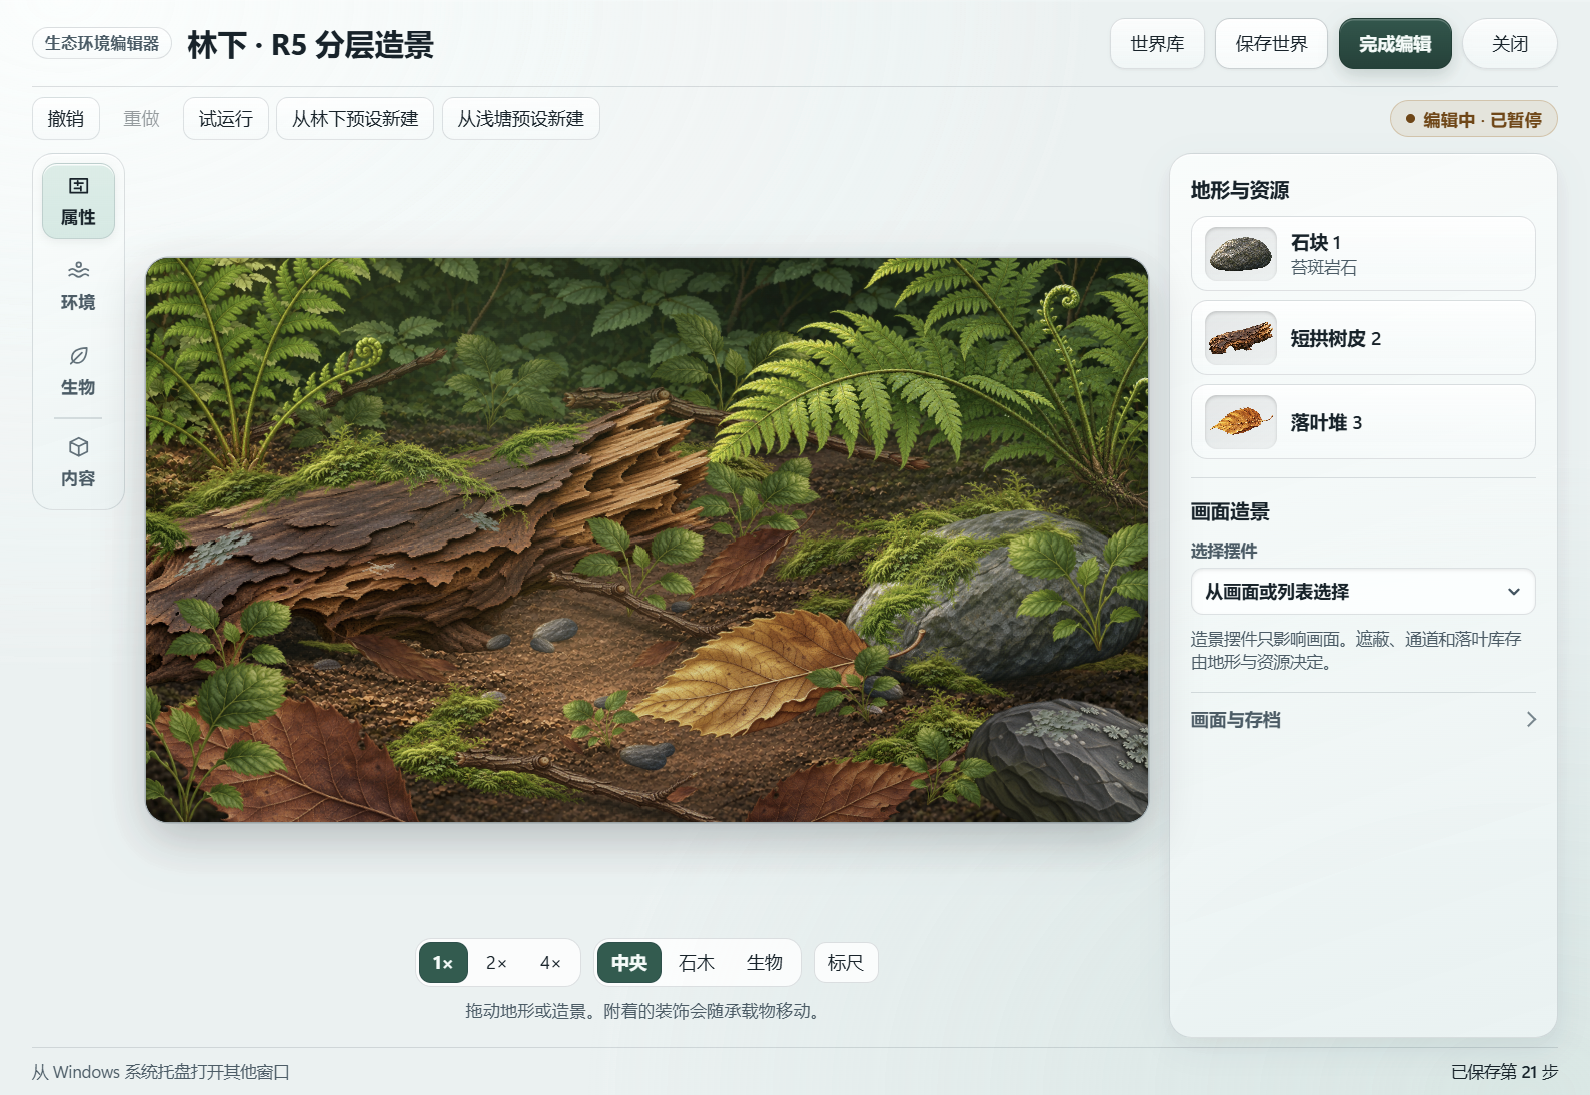 生态环境编辑器 林下 · R5 分层造景 世界库 保存世界 完成编辑 关闭
撤销 重做 试运行 从林下预设新建 从浅塘预设新建 编辑中 · 已暂停
属性
环境
生物
内容
地形与资源
石块 1
苔斑岩石
短拱树皮 2
落叶堆 3
画面造景
选择摆件
从画面或列表选择
造景摆件只影响画面。遮蔽、通道和落叶库存
由地形与资源决定。
画面与存档
1× 2× 4× 中央 石木 生物 标尺
拖动地形或造景。附着的装饰会随承载物移动。
从 Windows 系统托盘打开其他窗口 已保存第 21 步